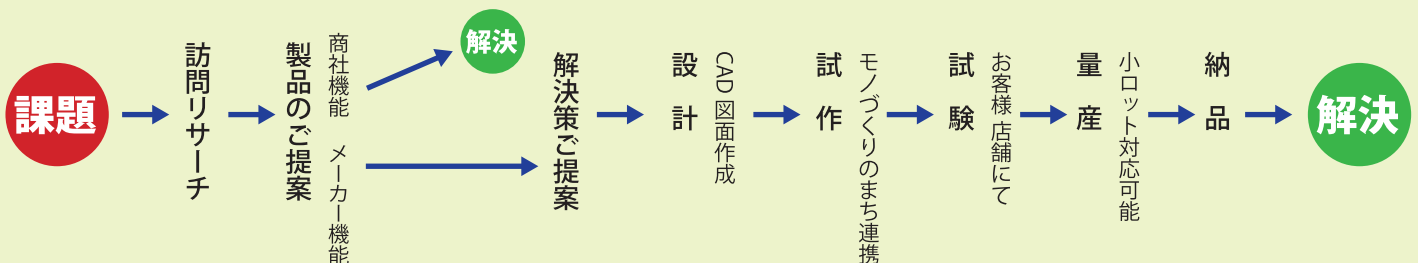 課題
訪問リサーチ
製品のご提案
商社機能
メーカー機能
解決
解決策ご提案
設計
CAD 図面作成
試作
モノづくりのまち連携
試験
お客様 店舗にて
量産
小ロット対応可能
納品
解決